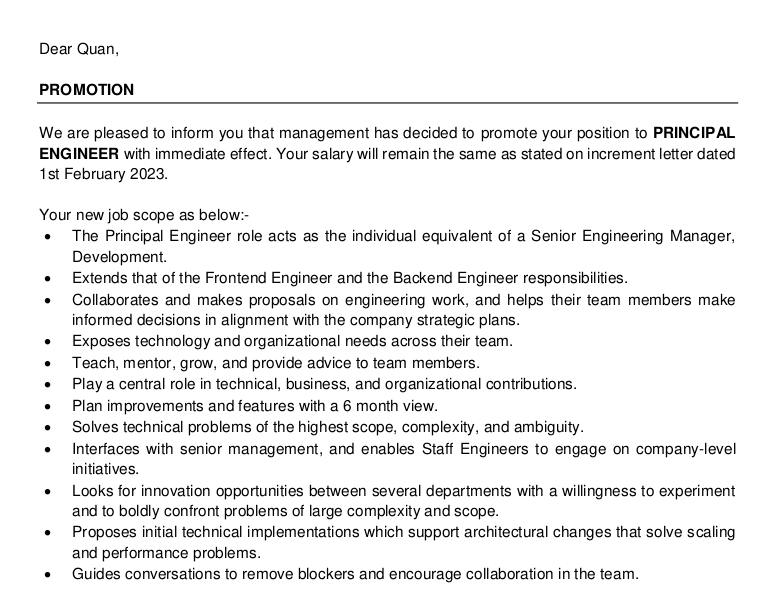 Dear Quan,
PROMOTION
We are pleased to inform you that management has decided to promote your position to PRINCIPAL
ENGINEER with immediate effect. Your salary will remain the same as stated on increment letter dated
1st February 2023.
Your new job scope as below:-
• The Principal Engineer role acts as the individual equivalent of a Senior Engineering Manager,
Development.
• Extends that of the Frontend Engineer and the Backend Engineer responsibilities.
• Collaborates and makes proposals on engineering work, and helps their team members make
informed decisions in alignment with the company strategic plans.
• Exposes technology and organizational needs across their team.
• Teach, mentor, grow, and provide advice to team members.
• Play a central role in technical, business, and organizational contributions.
• Plan improvements and features with a 6 month view.
• Solves technical problems of the highest scope, complexity, and ambiguity.
• Interfaces with senior management, and enables Staff Engineers to engage on company-level
initiatives.
• Looks for innovation opportunities between several departments with a willingness to experiment
and to boldly confront problems of large complexity and scope.
• Proposes initial technical implementations which support architectural changes that solve scaling
and performance problems.
• Guides conversations to remove blockers and encourage collaboration in the team.